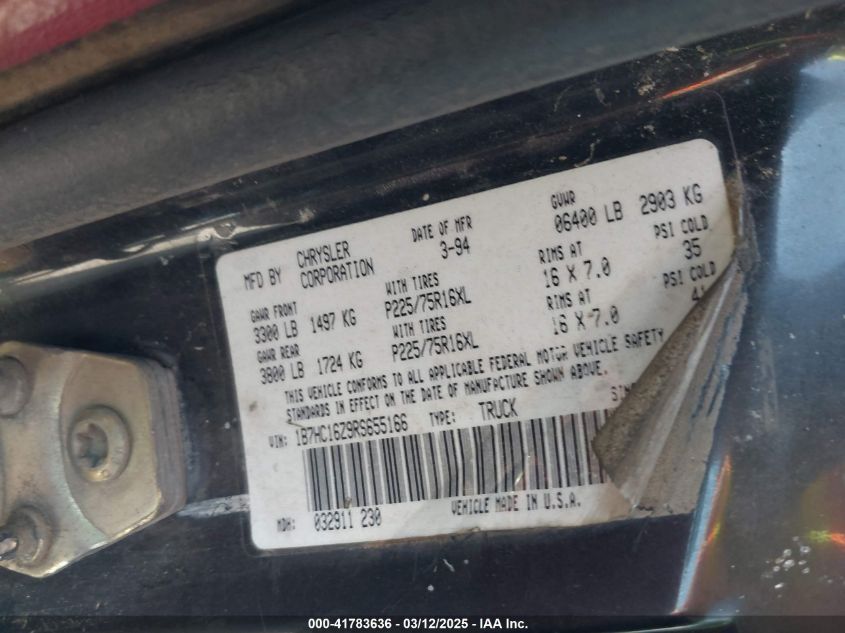 MFD BY CHRYSLER CORPORATION DATE OF MFR 3-94 GVWR 06400 LB 2903 KG
GAWR FRONT WITH TIRES RIMS AT PSI COLD
3300 LB 1497 KG P225/75R16XL 16 X 7.0 35
GAWR REAR WITH TIRES RIMS AT PSI COLD
3800 LB 1724 KG P225/75R16XL 16 X 7.0
THIS VEHICLE CONFORMS TO ALL APPLICABLE FEDERAL MOTOR VEHICLE SAFETY
STANDARDS IN EFFECT ON THE DATE OF MANUFACTURE SHOWN ABOVE.
VIN: 1B7HC16Z9RS655166 TYPE: TRUCK
MDH: 032911 230 VEHICLE MADE IN U.S.A.
000-41783636 - 03/12/2025 - IAA Inc.